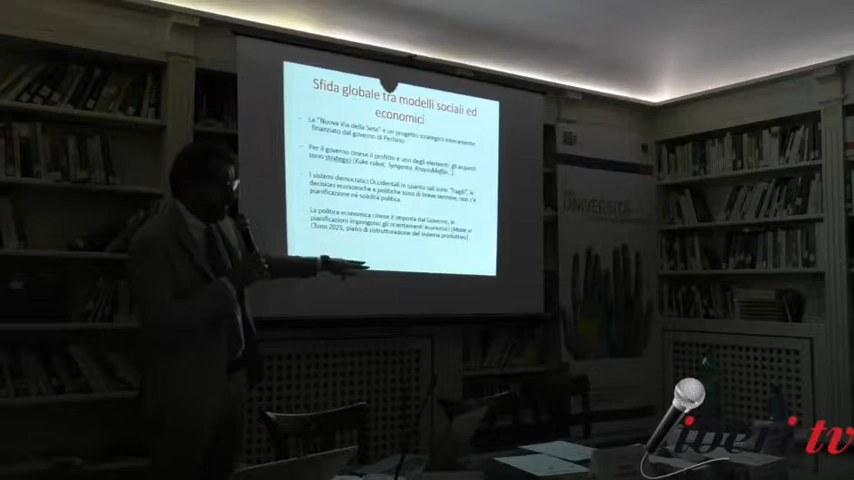 Sfida globale tra modelli sociali ed
economici
La "Nuova Via della Seta" è un progetto strategico interamente
finanziato dal governo di Pechino
Per il governo cinese il profitto è uno degli elementi, gli acquisti
sono strategici (Kuka robot, Syngenta, KraussMaffei...)
I sistemi democratici Occidentali in quanto tali sono "fragili", le
decisioni economiche e politiche sono di breve termine, non c'è
pianificazione né solidità politica.
La politica economica cinese è imposta dal Governo, le
pianificazioni impongono gli orientamenti economici (Made in
China 2025, piano di ristrutturazione del sistema produttivo)
UNIVERSITÀ
liveri tv